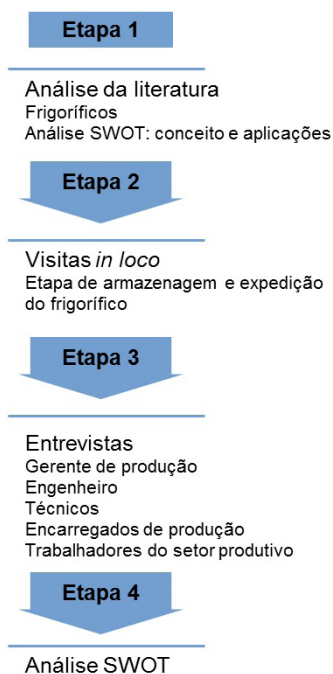 Etapa 1
Análise da literatura
Frigoríficos
Análise SWOT: conceito e aplicações
Etapa 2
Visitas in loco
Etapa de armazenagem e expedição
do frigorífico
Etapa 3
Entrevistas
Gerente de produção
Engenheiro
Técnicos
Encarregados de produção
Trabalhadores do setor produtivo
Etapa 4
Análise SWOT